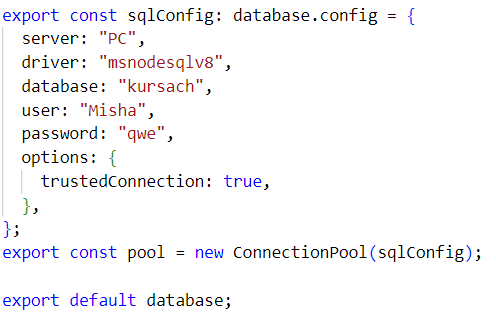 export const sqlConfig: database.config = {
  server: "PC",
  driver: "msnodesqlv8",
  database: "kursach",
  user: "Misha",
  password: "qwe",
  options: {
    trustedConnection: true,
  },
};
export const pool = new ConnectionPool(sqlConfig);

export default database;